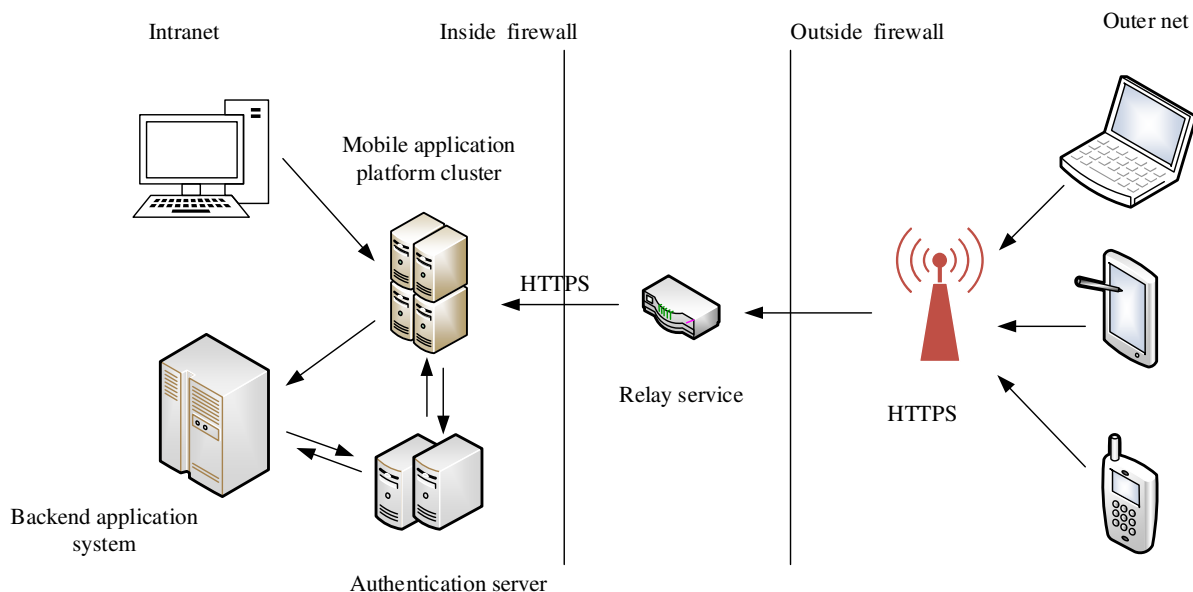 Intranet
Inside firewall
Outside firewall
Outer net
Mobile application
platform cluster
HTTPS
Relay service
HTTPS
Backend application
system
Authentication server